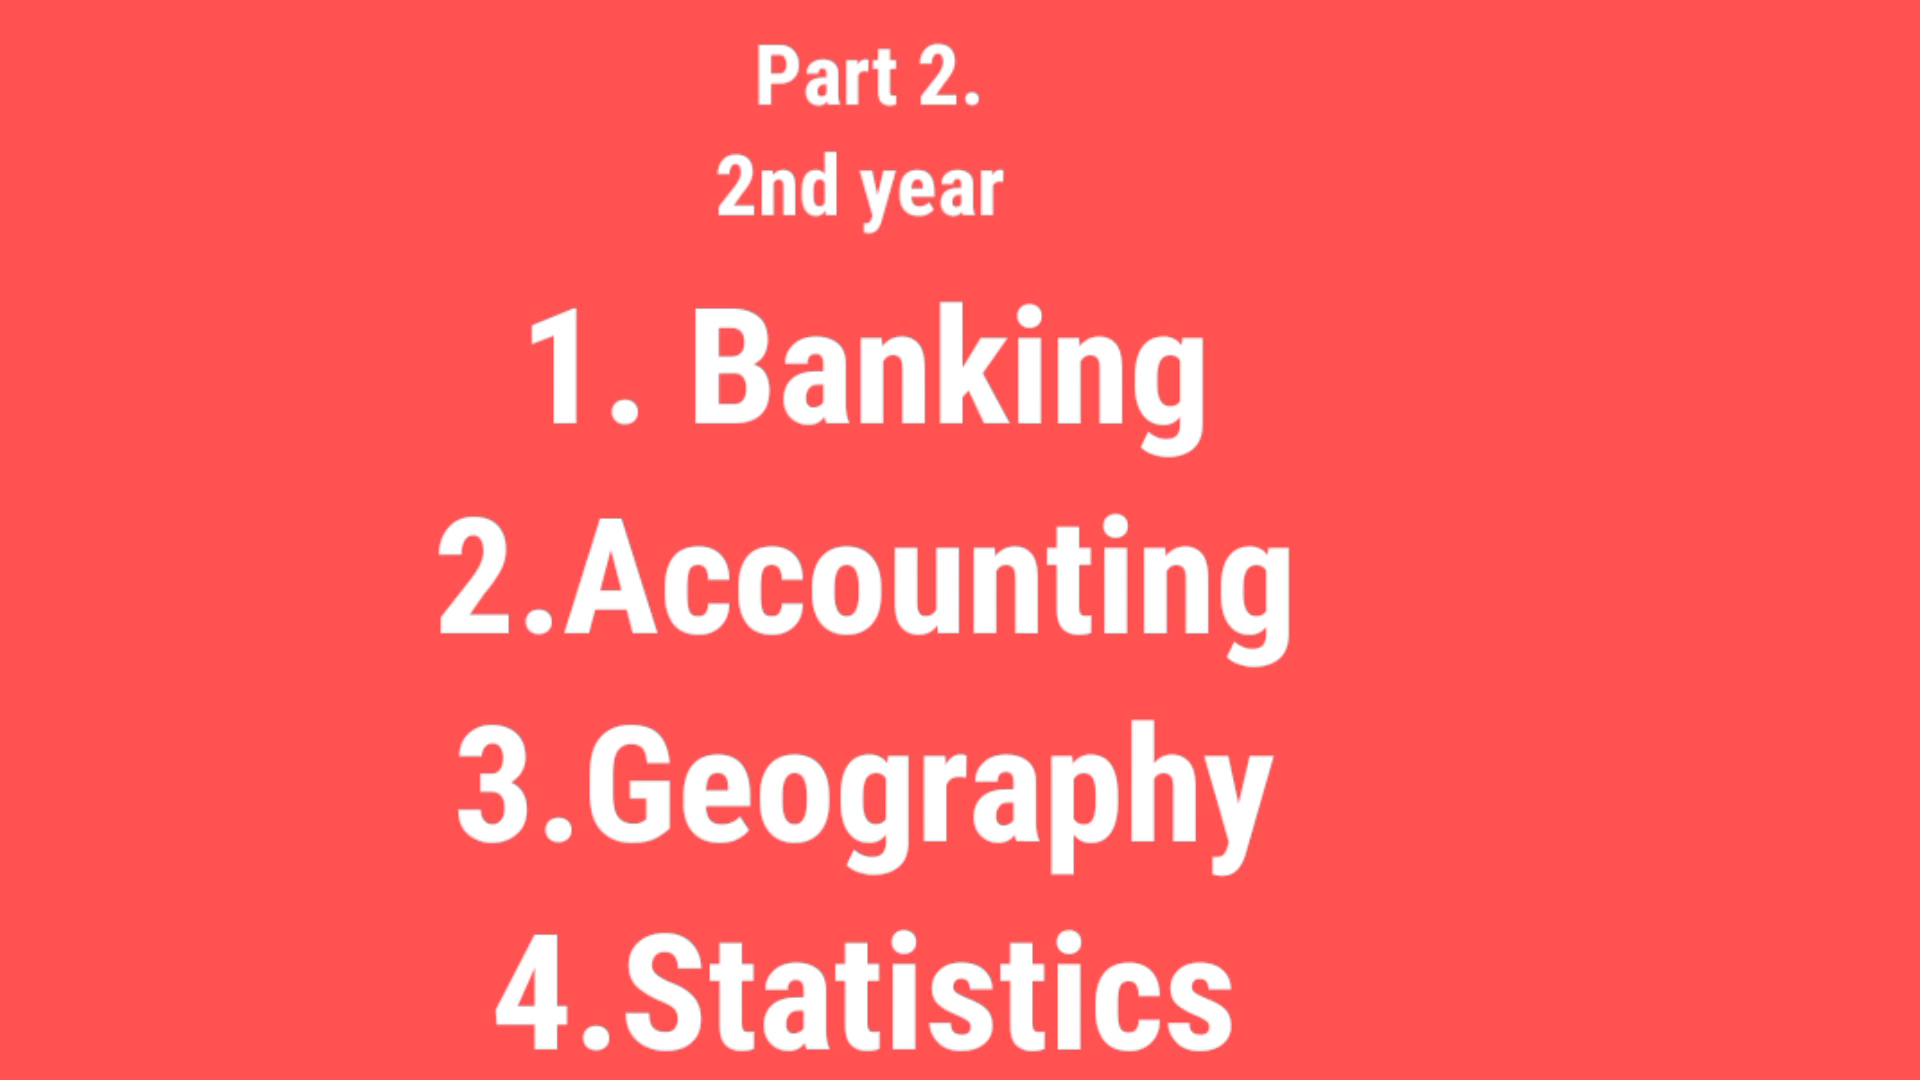 Part 2.
2nd year
1. Banking
2.Accounting
3.Geography
4.Statistics